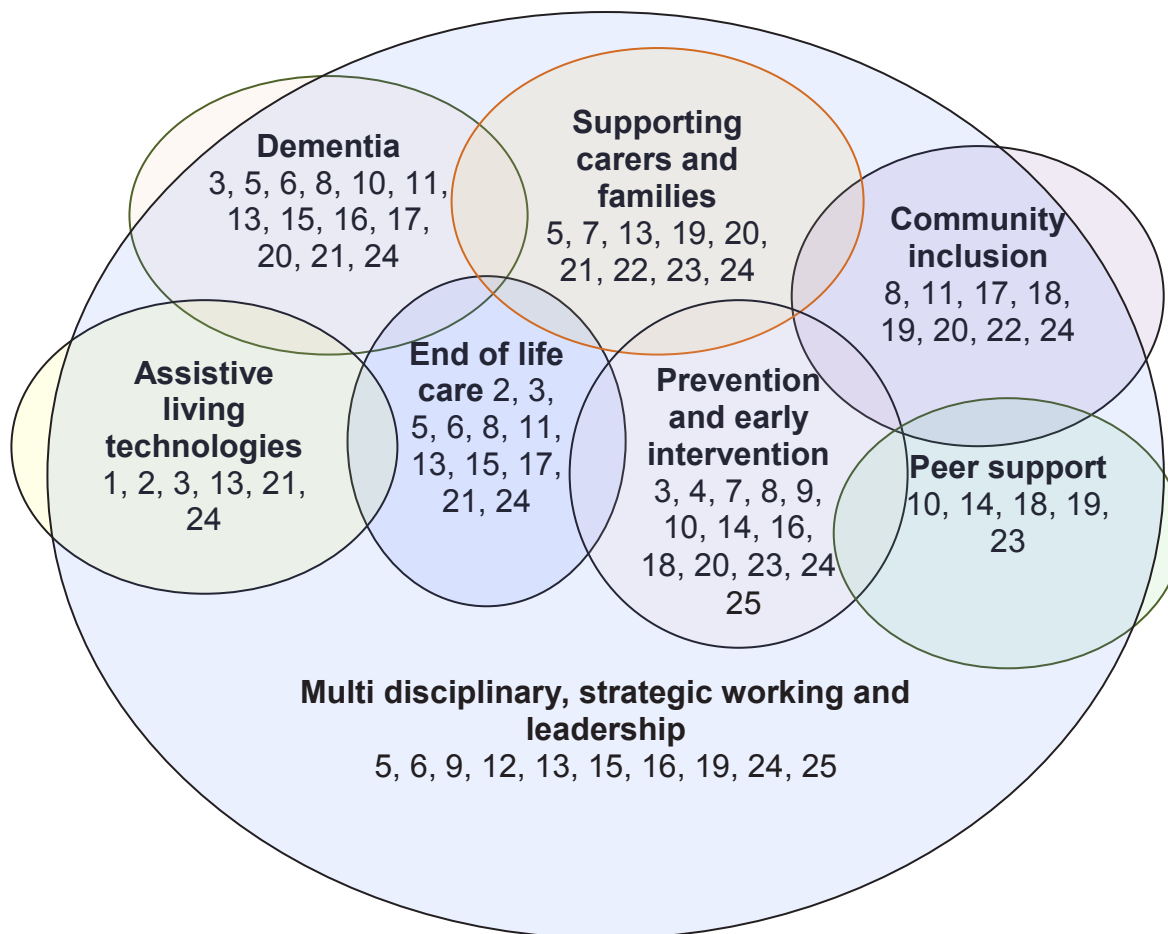 Dementia
3, 5, 6, 8, 10, 11,
13, 15, 16, 17,
20, 21, 24
Supporting
carers and
families
5, 7, 13, 19, 20,
21, 22, 23, 24
Community
inclusion
8, 11, 17, 18,
19, 20, 22, 24
Assistive
living
technologies
1, 2, 3, 13, 21,
24
End of life
care 2, 3,
5, 6, 8, 11,
13, 15, 17,
21, 24
Prevention
and early
intervention
3, 4, 7, 8, 9,
10, 14, 16,
18, 20, 23, 24
25
Peer support
10, 14, 18, 19,
23
Multi disciplinary, strategic working and
leadership
5, 6, 9, 12, 13, 15, 16, 19, 24, 25